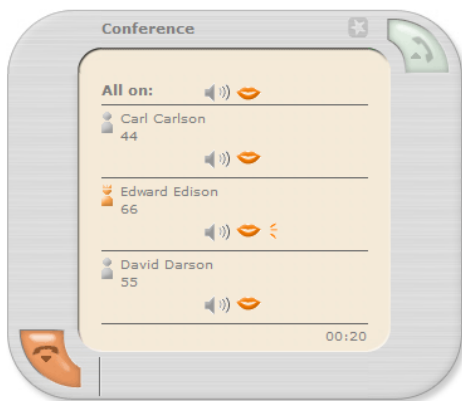 Conference
All on:
Carl Carlson
44
Edward Edison
66
David Darson
55
00:20